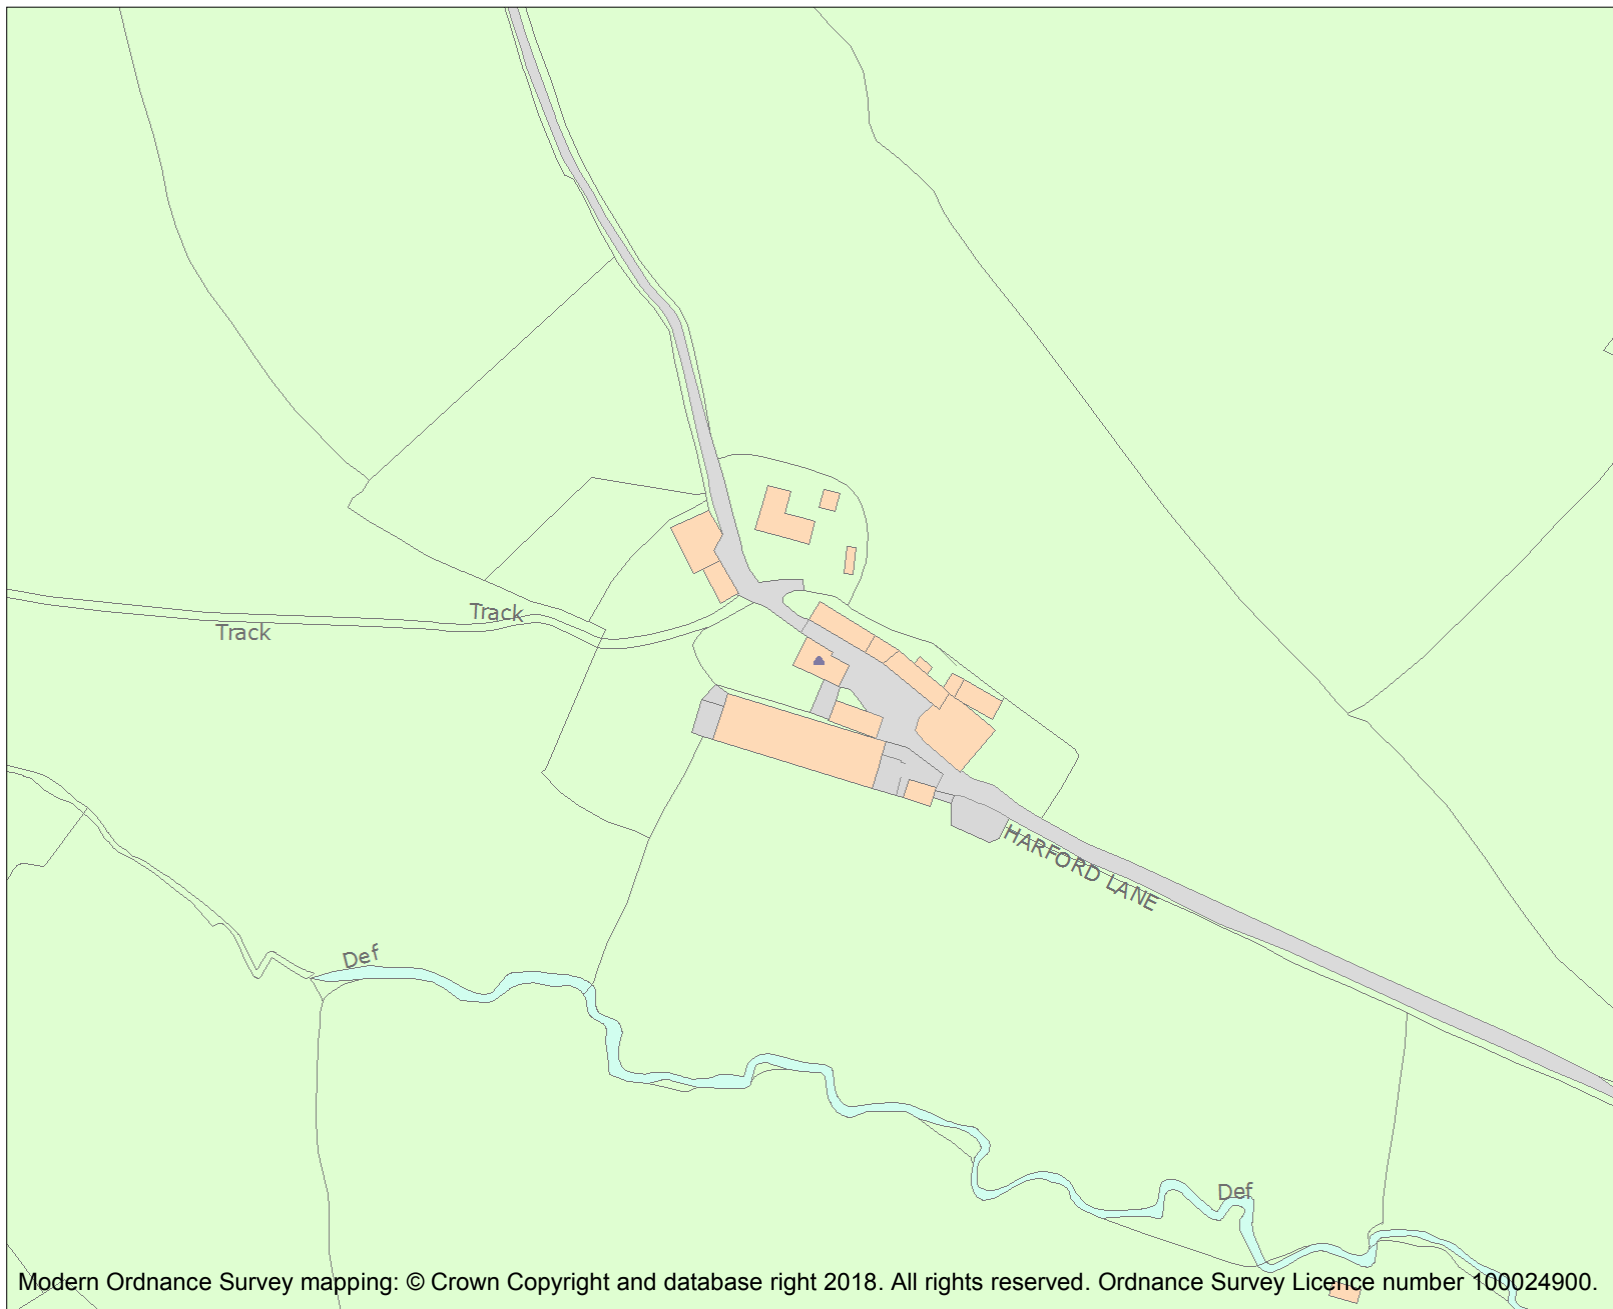 Track
Track
HARFORD LANE
Def
Def
Modern Ordnance Survey mapping: © Crown Copyright and database right 2018. All rights reserved. Ordnance Survey Licence number 100024900.